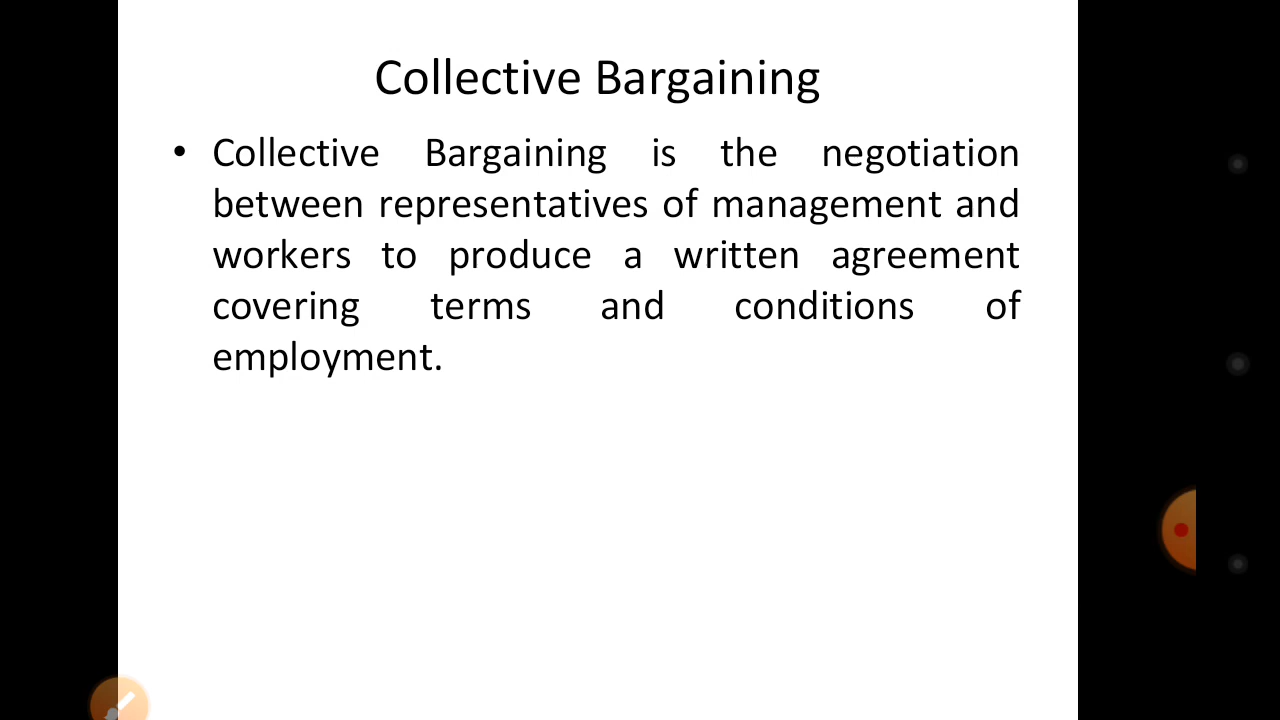 Collective Bargaining
• Collective Bargaining is the negotiation
between representatives of management and
workers to produce a written agreement
covering terms and conditions of
employment.